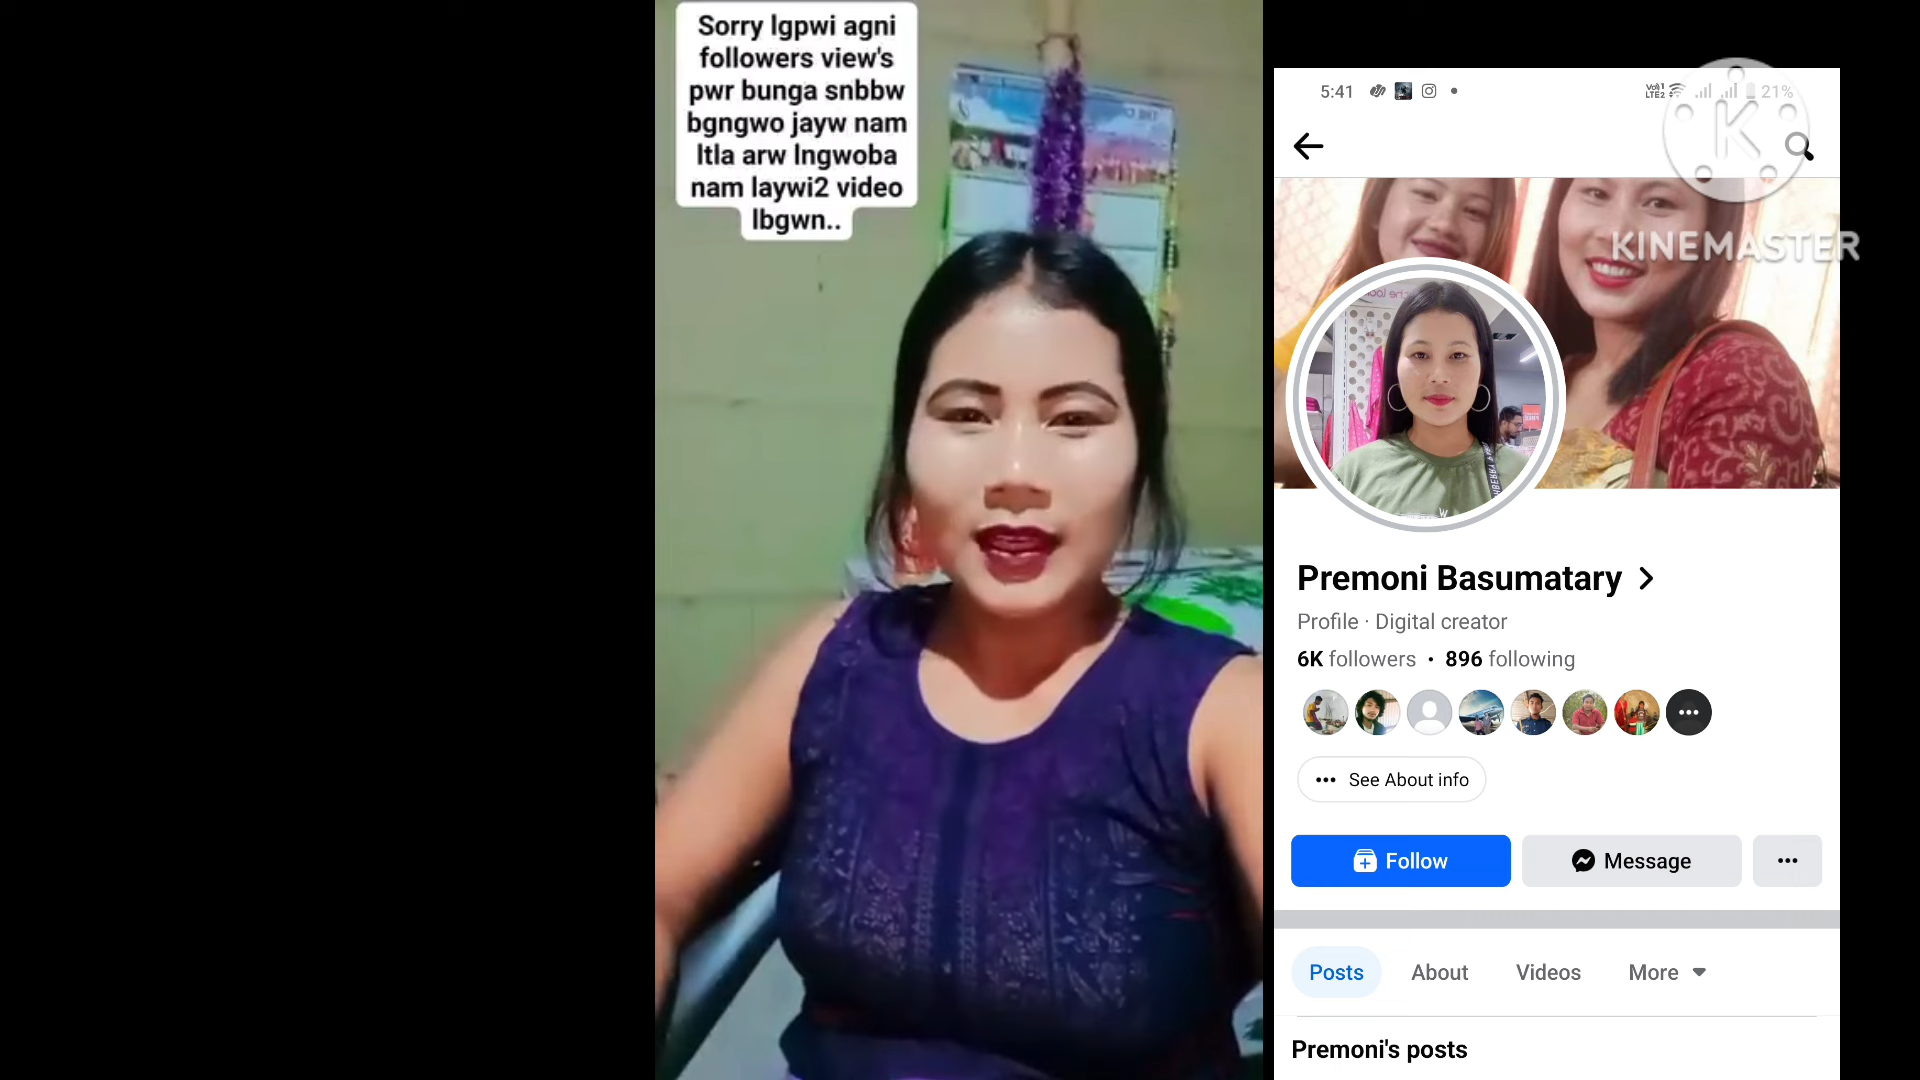 Sorry lgpwi agni
followers view's
pwr bunga snbbw
bgngwo jayw nam
ltla arw lngwoba
nam laywi2 video
lbgwn..
5:41
21%
KINEMASTER
Premoni Basumatary
Profile · Digital creator
6K followers • 896 following
See About info
Follow
Message
Posts
About
Videos
More
Premoni's posts